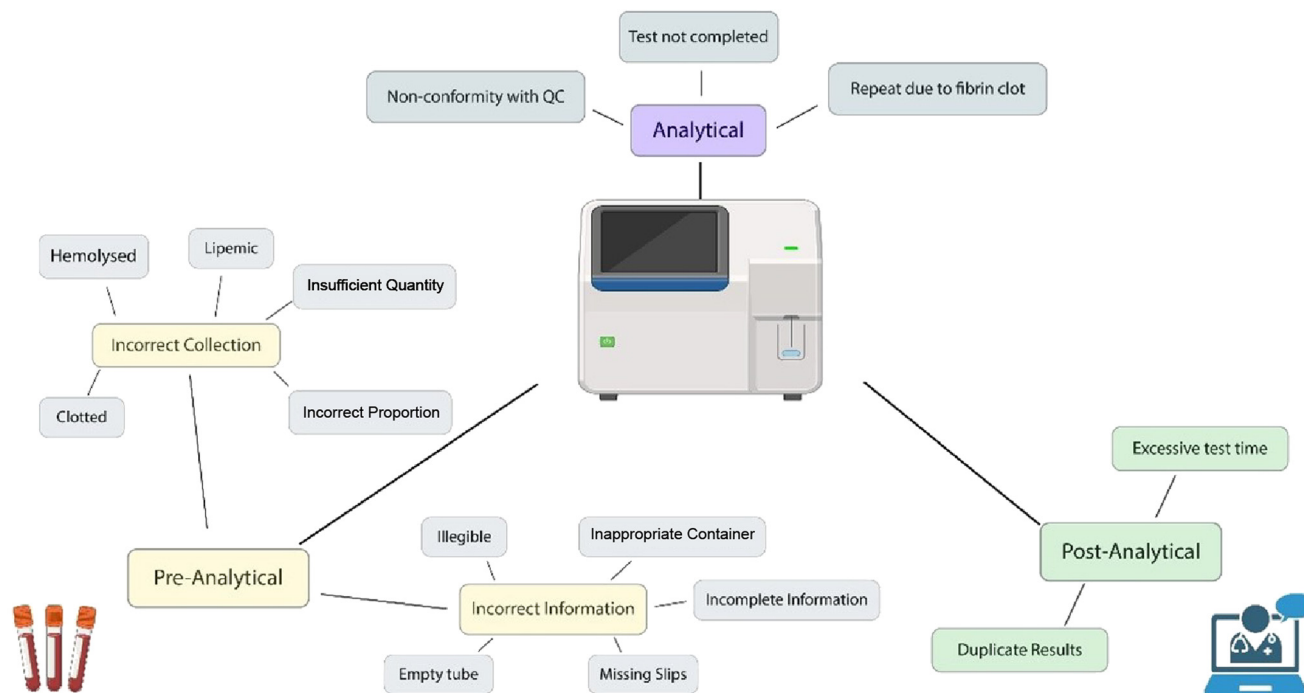 Test not completed
Non-conformity with QC
Repeat due to fibrin clot
Analytical
Hemolysed
Lipemic
Insufficient Quantity
Incorrect Collection
Clotted
Incorrect Proportion
Excessive test time
Illegible
Inappropriate Container
Post-Analytical
Pre-Analytical
Incorrect Information
Incomplete Information
Duplicate Results
Empty tube
Missing Slips